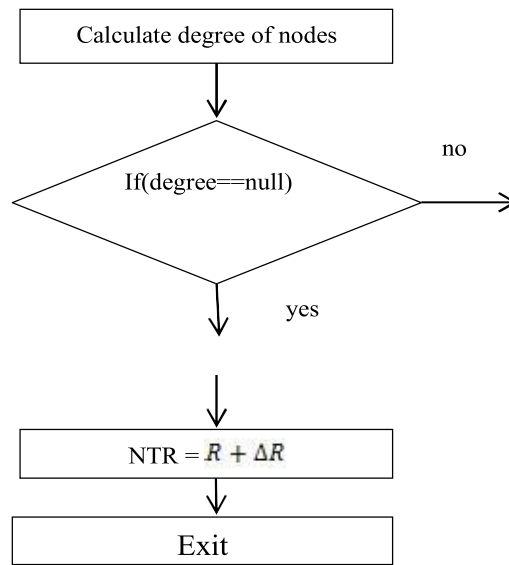 Calculate degree of nodes
no
If(degree==null)
yes
NTR = R + ΔR
Exit